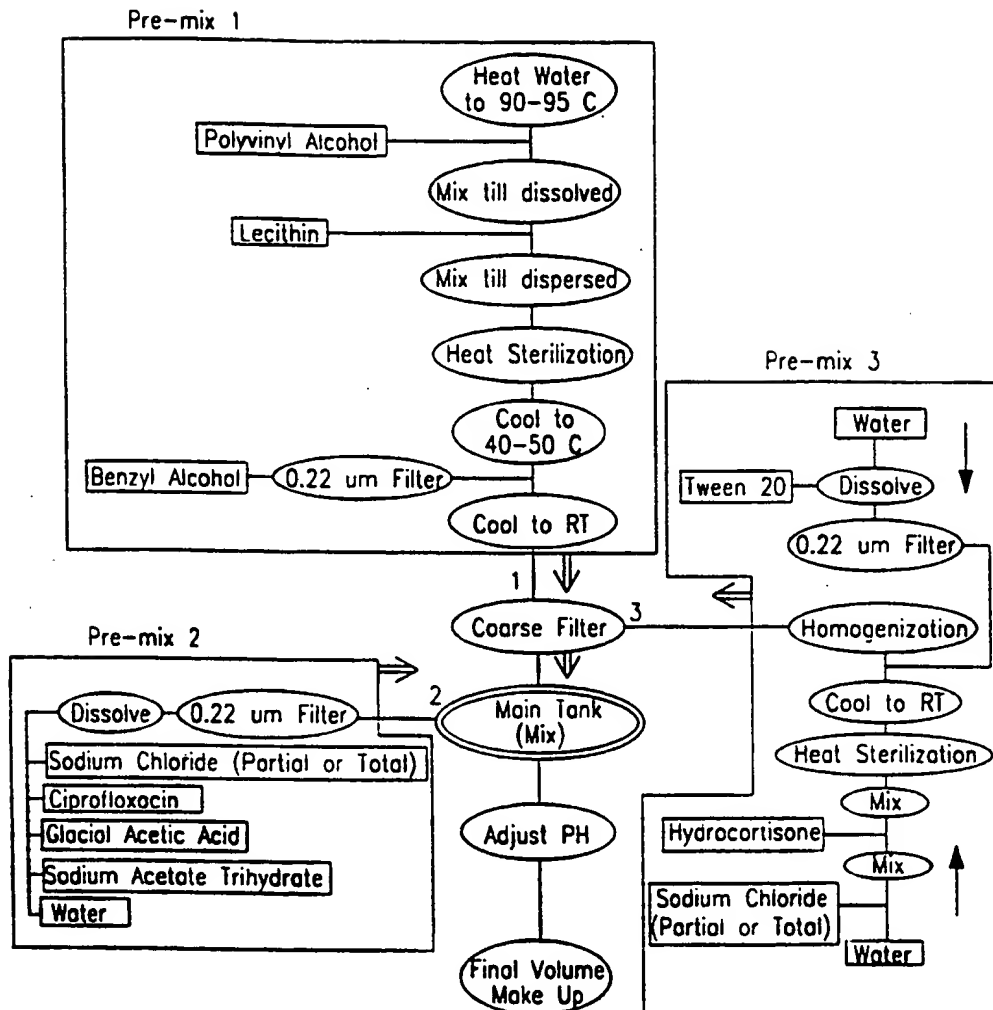 Pre-mix 1
Heat Water
to 90-95 C
Polyvinyl Alcohol
Mix till dissolved
Lecithin
Mix till dispersed
Heat Sterilization
Cool to
40-50 C
Benzyl Alcohol
0.22 um Filter
Cool to RT
1
Coarse Filter
3
Pre-mix 2
Dissolve
0.22 um Filter
2
Main Tank
(Mix)
Sodium Chloride (Partial or Total)
Ciprofloxacin
Glacial Acetic Acid
Sodium Acetate Trihydrate
Water
Adjust PH
Final Volume
Make Up
Pre-mix 3
Water
Tween 20
Dissolve
0.22 um Filter
Homogenization
Cool to RT
Heat Sterilization
Mix
Hydrocortisone
Mix
Sodium Chloride
(Partial or Total)
Water